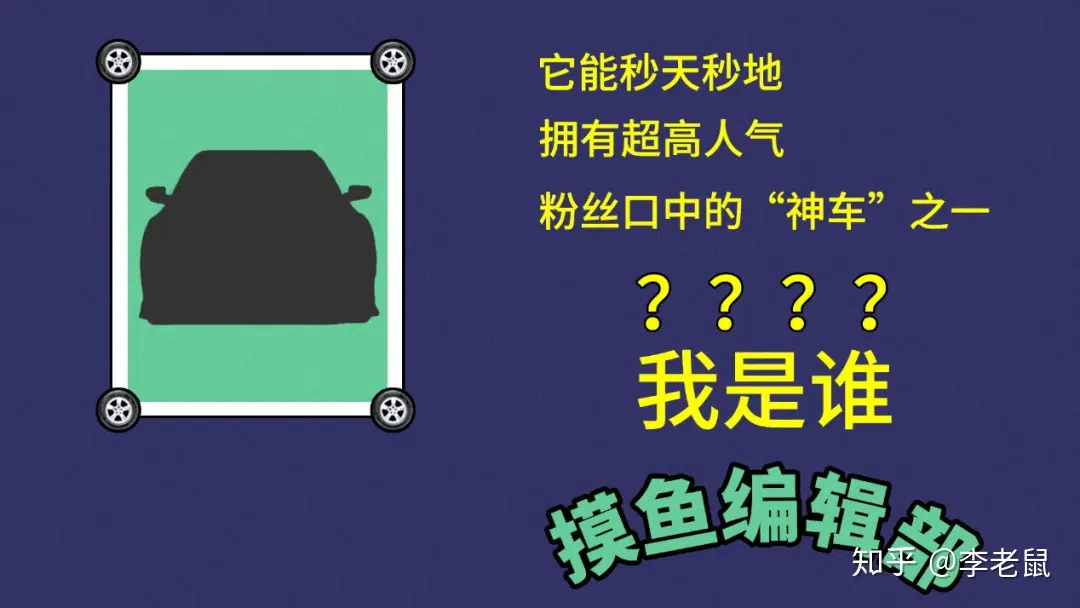 它能秒天秒地
拥有超高人气
粉丝口中的“神车”之一
？？？？
我是谁
摸鱼编辑部
知乎 @李老鼠